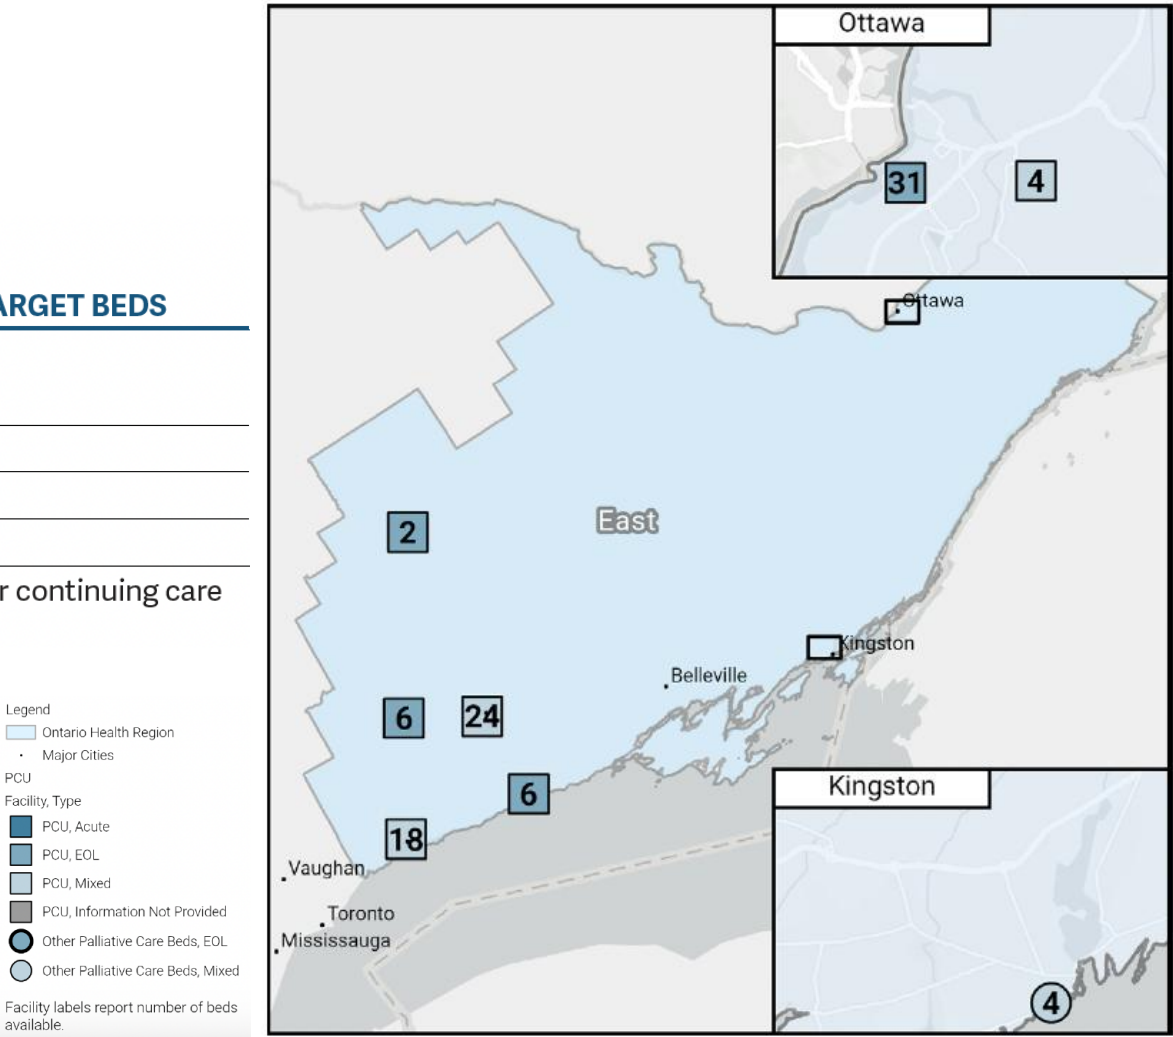 ARGET BEDS
r continuing care
Legend
Ontario Health Region
Major Cities
PCU
Facility, Type
PCU, Acute
PCU, EOL
PCU, Mixed
PCU, Information Not Provided
Other Palliative Care Beds, EOL
Other Palliative Care Beds, Mixed
Facility labels report number of beds
available.
Ottawa
31
4
Ottawa
East
2
Kingston
Belleville
6
24
6
18
Vaughan
Toronto
Mississauga
Kingston
4